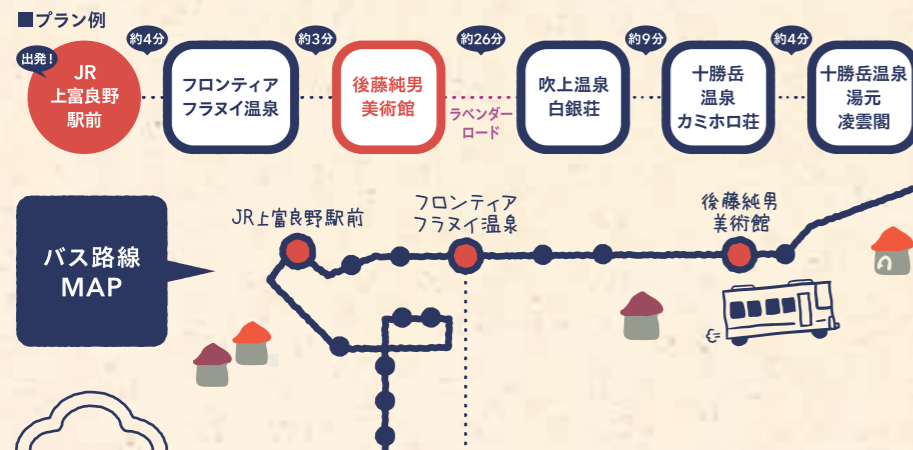 ■プラン例
出発!
約4分
約3分
約26分
約9分
約4分
JR
上富良野
駅前
フロンティア
フラヌイ温泉
後藤純男
美術館
ラベンダー
ロード
吹上温泉
白銀荘
十勝岳
温泉
カミホロ荘
十勝岳温泉
湯元
凌雲閣
バス路線
MAP
JR上富良野駅前
フロンティア
フラヌイ温泉
後藤純男
美術館